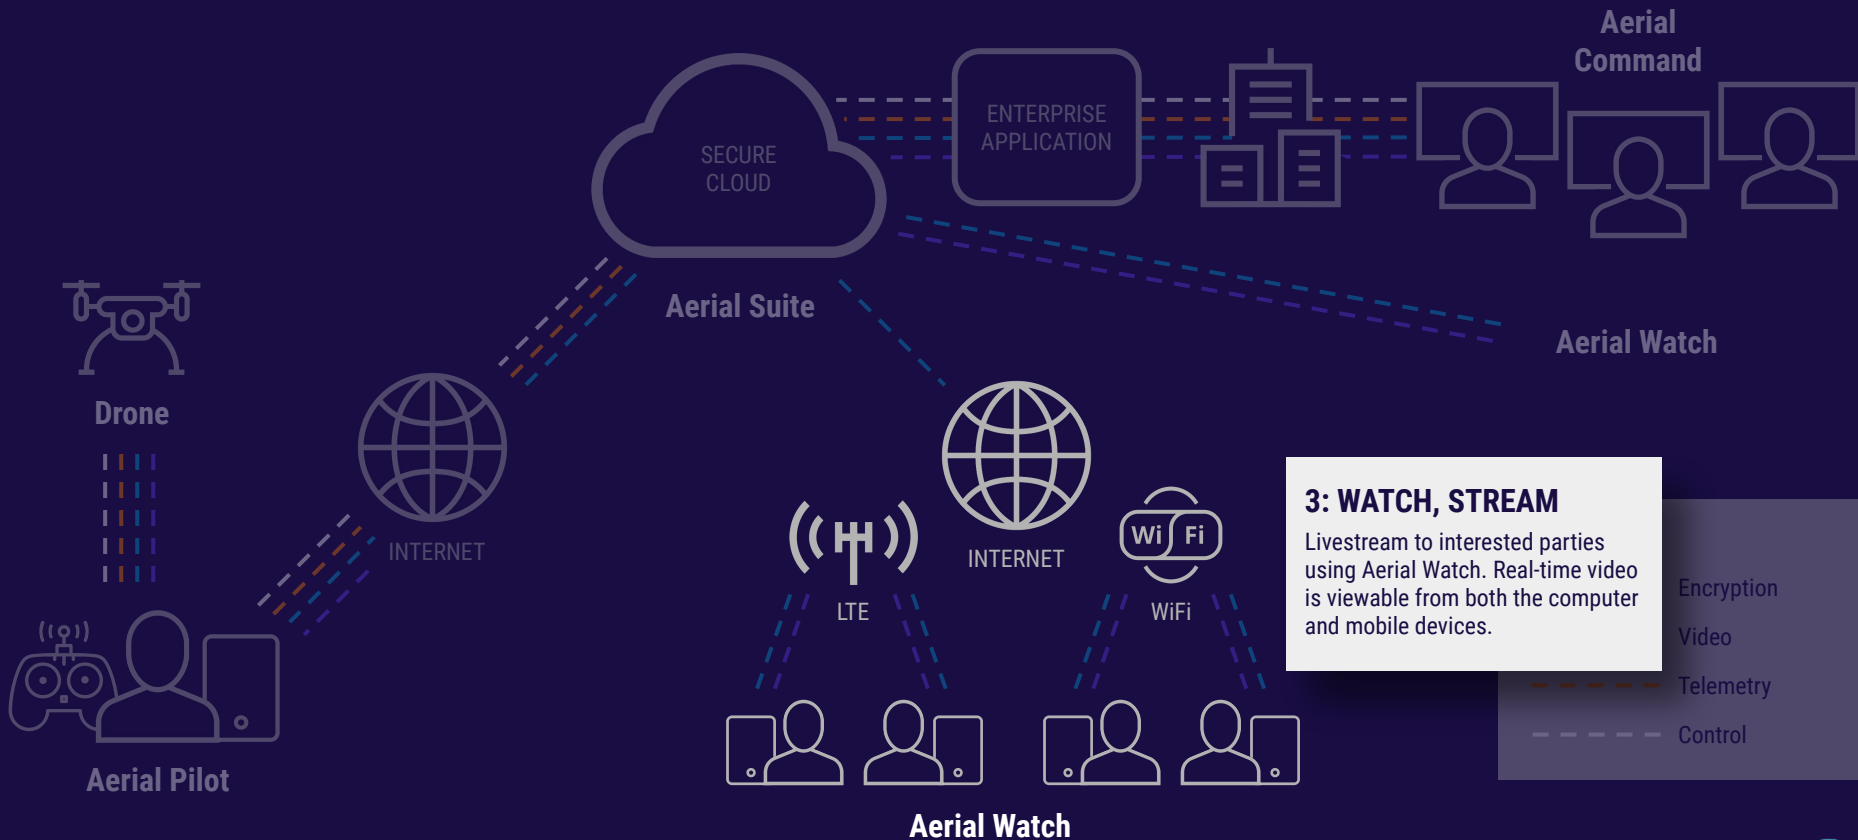 Aerial
Command
ENTERPRISE
APPLICATION
SECURE
CLOUD
Aerial Suite
Aerial Watch
Drone
INTERNET
INTERNET
Wi Fi
LTE
WiFi
3: WATCH, STREAM
Livestream to interested parties
using Aerial Watch. Real-time video
is viewable from both the computer
and mobile devices.
Encryption
Video
Telemetry
Control
Aerial Pilot
Aerial Watch